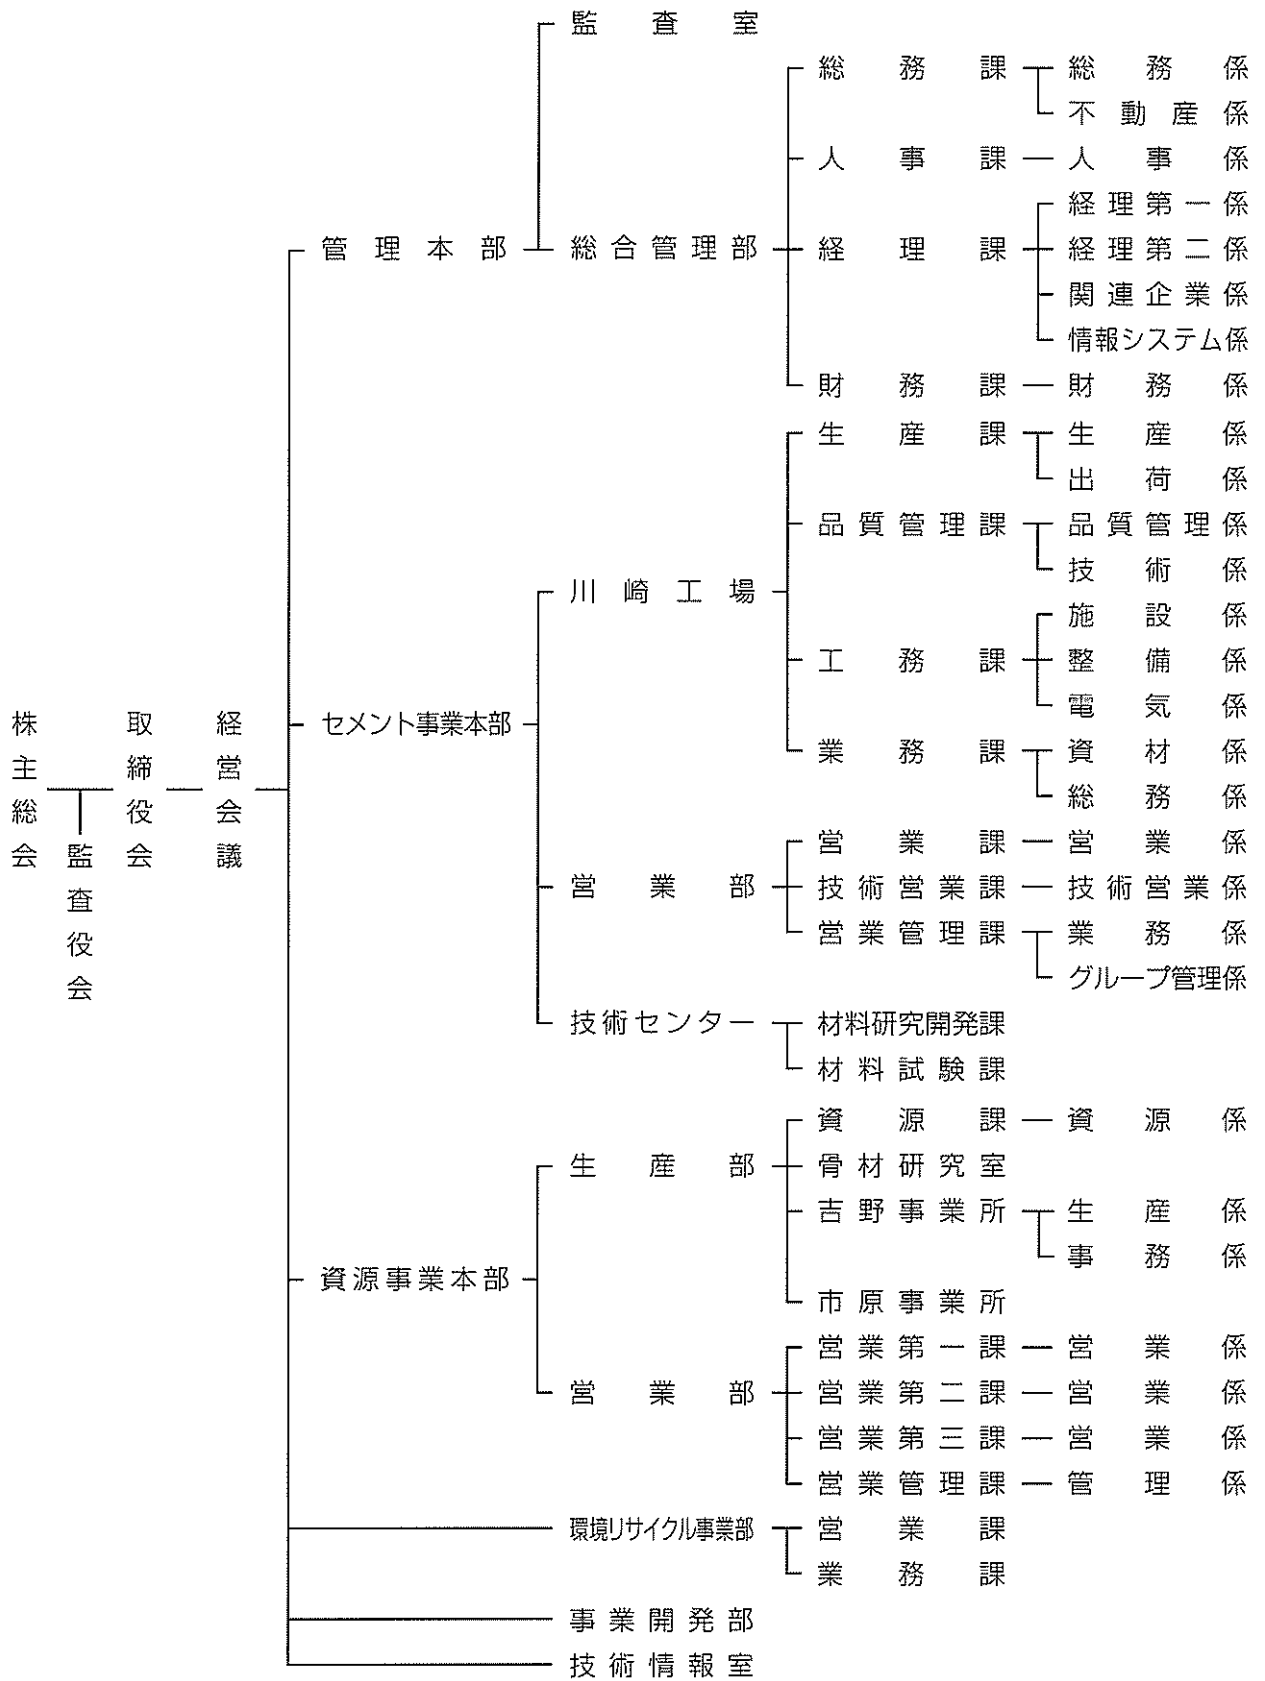 株主総会
監査役会
取締役会
経営会議
管理本部
監査室
総合管理部
総務課
総務係
不動産係
人事課
人事係
経理課
経理第一係
経理第二係
関連企業係
情報システム係
財務課
財務係
セメント事業本部
川崎工場
生産課
生産係
出荷係
品質管理課
品質管理係
技術係
工務課
施設係
整備係
電気係
業務課
資材係
総務係
営業部
営業課
営業係
技術営業課
技術営業係
営業管理課
業務係
グループ管理係
技術センター
材料研究開発課
材料試験課
資源事業本部
生産部
資源課
資源係
骨材研究室
吉野事業所
生産係
事務係
市原事業所
営業部
営業第一課
営業係
営業第二課
営業係
営業第三課
営業係
営業管理課
管理係
環境リサイクル事業部
営業課
業務課
事業開発部
技術情報室